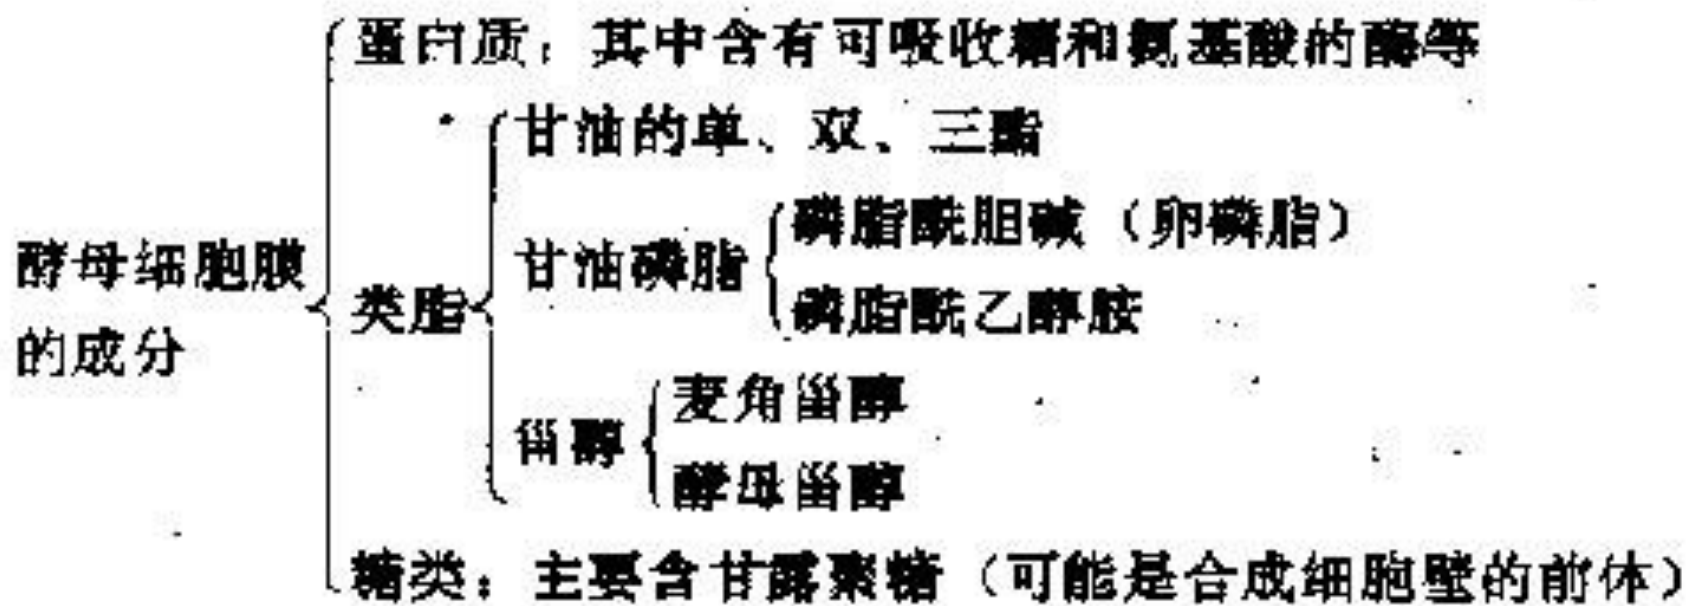 蛋白质：其中含有可吸收糖和氨基酸的酶等
甘油的单、双、三酯
磷脂酰胆碱（卵磷脂）
酵母细胞膜
甘油磷脂
类脂
磷脂酰乙醇胺
的成分
麦角甾醇
甾醇
酵母甾醇
糖类：主要含甘露聚糖（可能是合成细胞壁的前体）